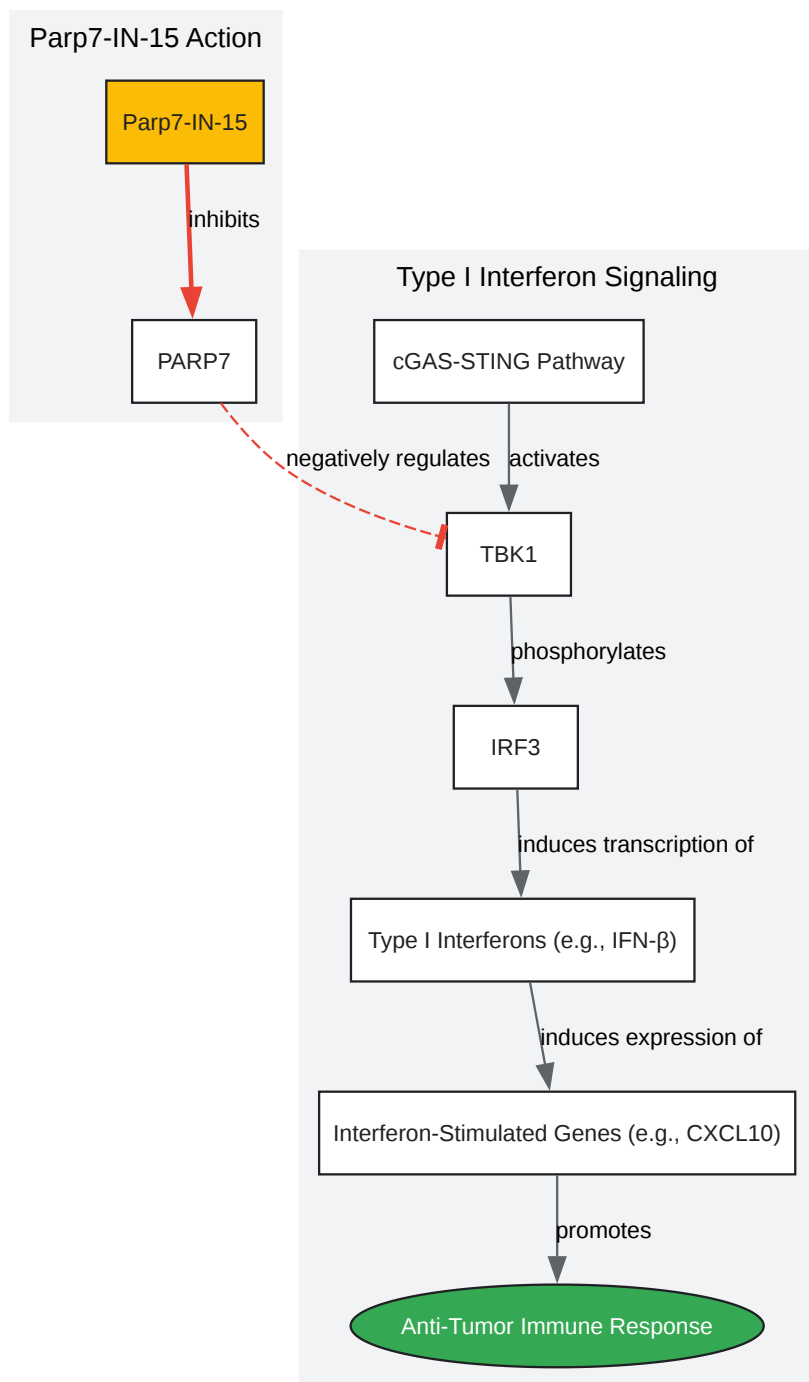 Parp7-IN-15 Action
Parp7-IN-15
inhibits
PARP7
Type I Interferon Signaling
cGAS-STING Pathway
negatively regulates
activates
TBK1
phosphorylates
IRF3
induces transcription of
Type I Interferons (e.g., IFN-β)
induces expression of
Interferon-Stimulated Genes (e.g., CXCL10)
promotes
Anti-Tumor Immune Response